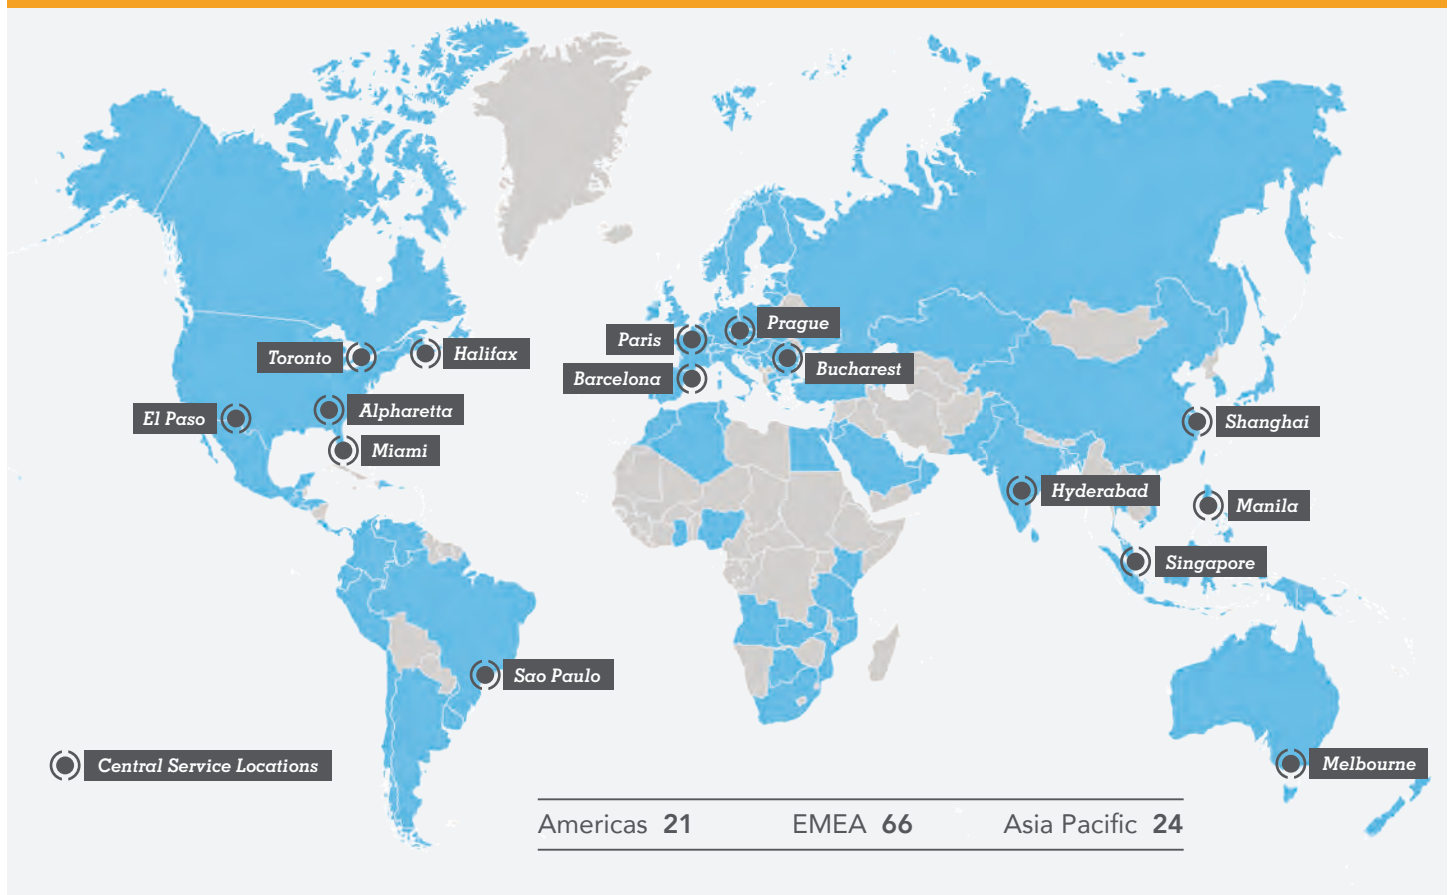 Prague
Paris
Toronto
Halifax
Bucharest
Barcelona
El Paso
Alpharetta
Shanghai
Miami
Hyderabad
Manila
Singapore
Sao Paulo
Central Service Locations
Melbourne
Americas 21 EMEA 66 Asia Pacific 24